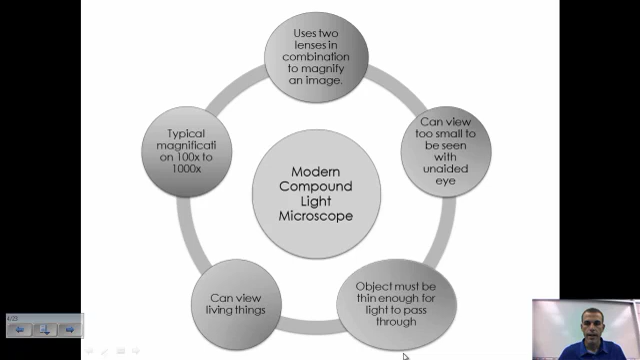 Uses two
lenses in
combination
to magnify
an image.
Can view
too small to
be seen
with
unaided
eye
Object must be
thin enough for
light to pass
through
Can view
living things
Typical
magnificati
on 100x to
1000x
Modern
Compound
Light
Microscope
4/23